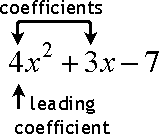 coefficients
4x² + 3x − 7
leading
coefficient